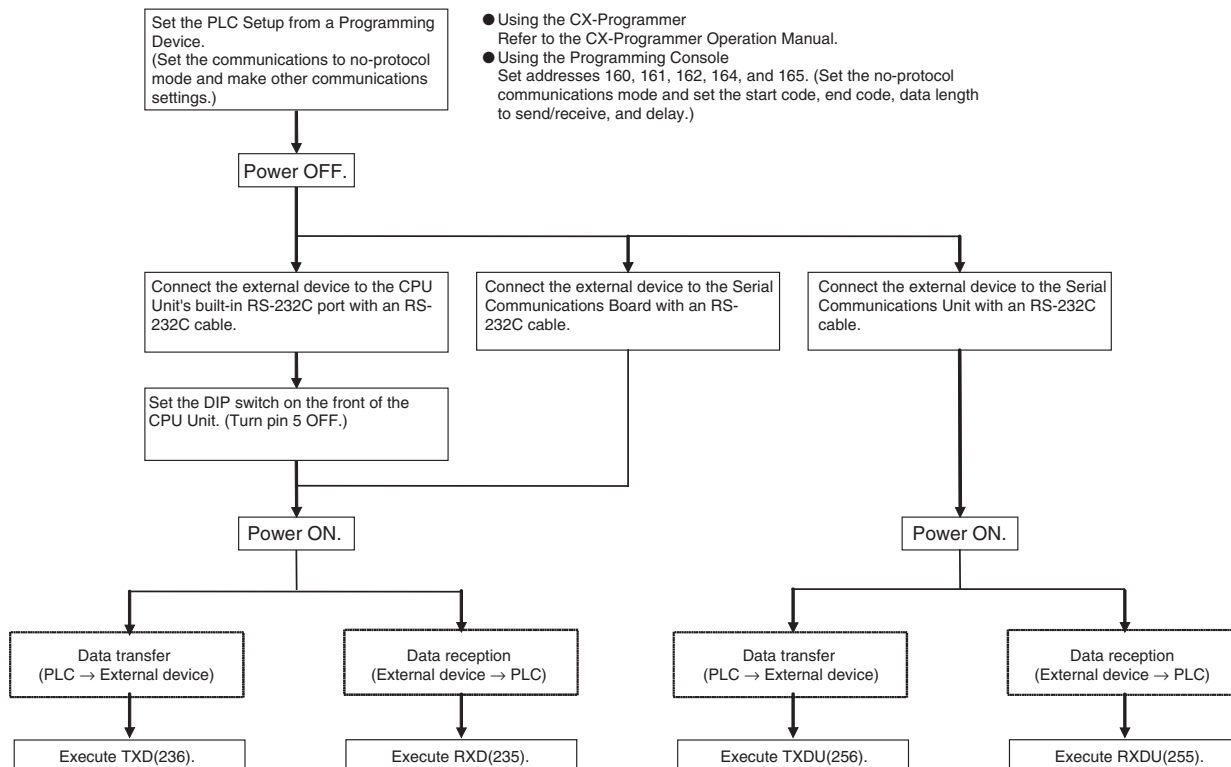 Set the PLC Setup from a Programming
Device.
(Set the communications to no-protocol
mode and make other communications
settings.)
● Using the CX-Programmer
Refer to the CX-Programmer Operation Manual.
● Using the Programming Console
Set addresses 160, 161, 162, 164, and 165. (Set the no-protocol
communications mode and set the start code, end code, data length
to send/receive, and delay.)
Power OFF.
Connect the external device to the CPU
Unit's built-in RS-232C port with an RS-
232C cable.
Connect the external device to the Serial
Communications Board with an RS-
232C cable.
Connect the external device to the Serial
Communications Unit with an RS-232C
cable.
Set the DIP switch on the front of the
CPU Unit. (Turn pin 5 OFF.)
Power ON.
Power ON.
Data transfer
(PLC → External device)
Data reception
(External device → PLC)
Data transfer
(PLC → External device)
Data reception
(External device → PLC)
Execute TXD(236).
Execute RXD(235).
Execute TXDU(256).
Execute RXDU(255).